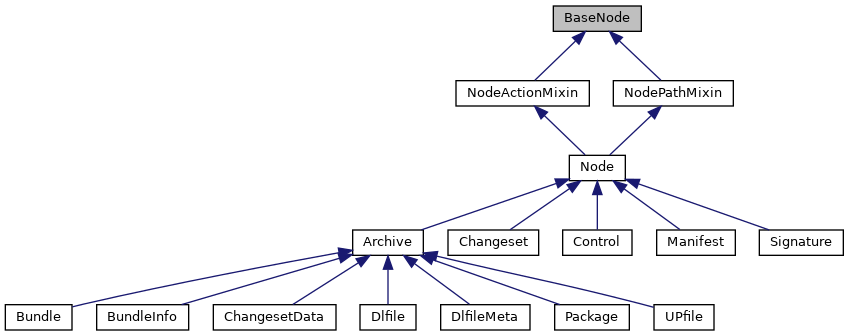 BaseNode
NodeActionMixin
NodePathMixin
Node
Archive
Changeset
Control
Manifest
Signature
Bundle
BundleInfo
ChangesetData
Dlfile
DlfileMeta
Package
UPfile